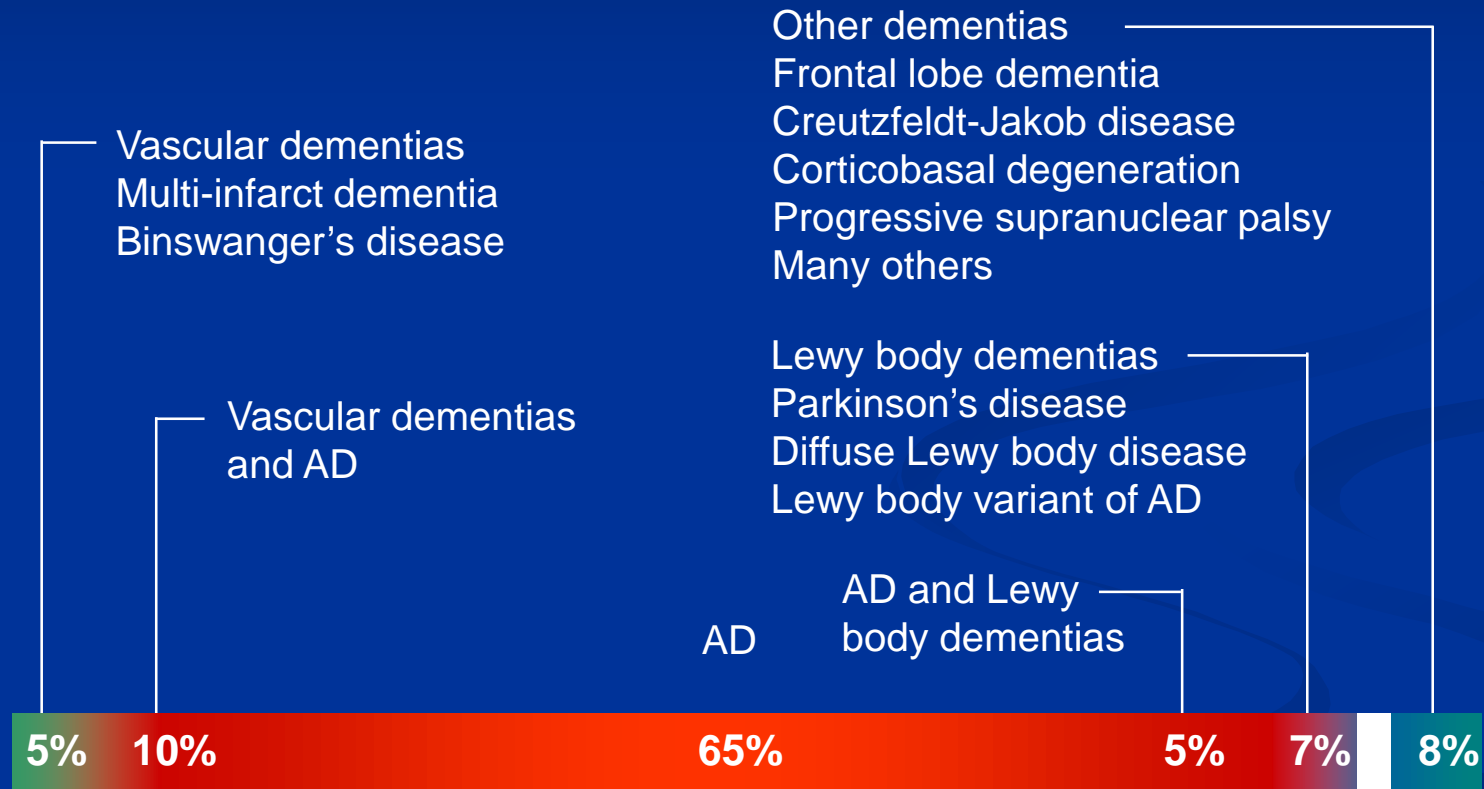 Other dementias
Frontal lobe dementia
Creutzfeldt-Jakob disease
Corticobasal degeneration
Progressive supranuclear palsy
Many others
Vascular dementias
Multi-infarct dementia
Binswanger’s disease
Lewy body dementias
Parkinson’s disease
Diffuse Lewy body disease
Lewy body variant of AD
Vascular dementias
and AD
AD and Lewy
body dementias
AD
5% 10% 65% 5% 7% 8%